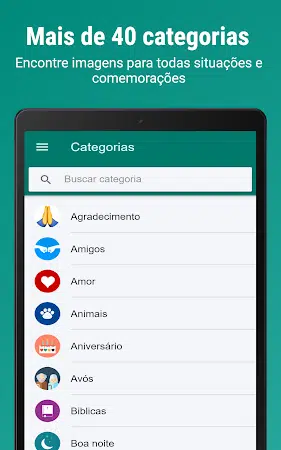 Mais de 40 categorias
Encontre imagens para todas situações e
comemorações
Categorias
Buscar categoria
Agradecimento
Amigos
Amor
Animais
Aniversário
Avós
Bíblicas
Boa noite